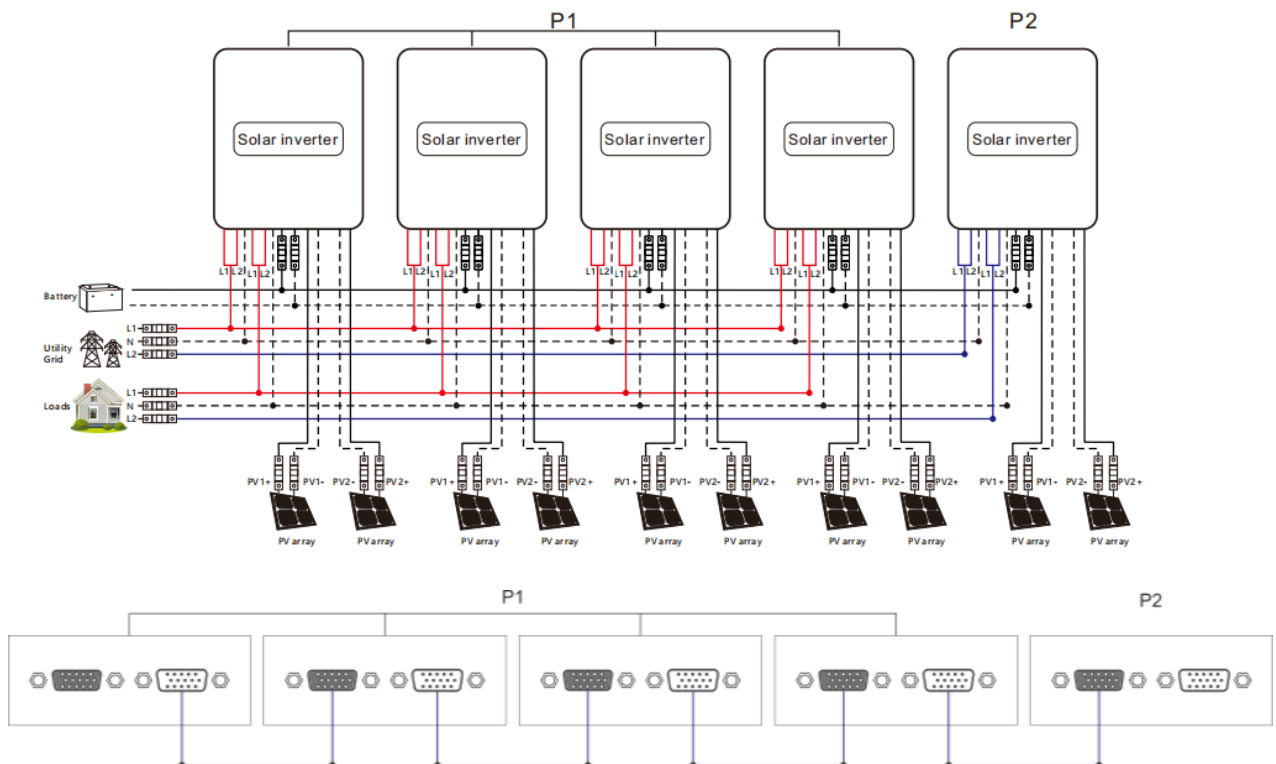 P1 P2
Solar inverter Solar inverter Solar inverter Solar inverter Solar inverter
L1 L2 L1 L2 L1 L2 L1 L2 L1 L2 L1 L2 L1 L2 L1 L2 L1 L2 L1 L2
Battery
L1
Utility Grid N
L2
L1
Loads N
L2
PV1+ PV1- PV2- PV2+ PV1+ PV1- PV2- PV2+ PV1+ PV1- PV2- PV2+ PV1+ PV1- PV2- PV2+ PV1+ PV1- PV2- PV2+
PV array PV array PV array PV array PV array PV array PV array PV array PV array PV array
P1 P2